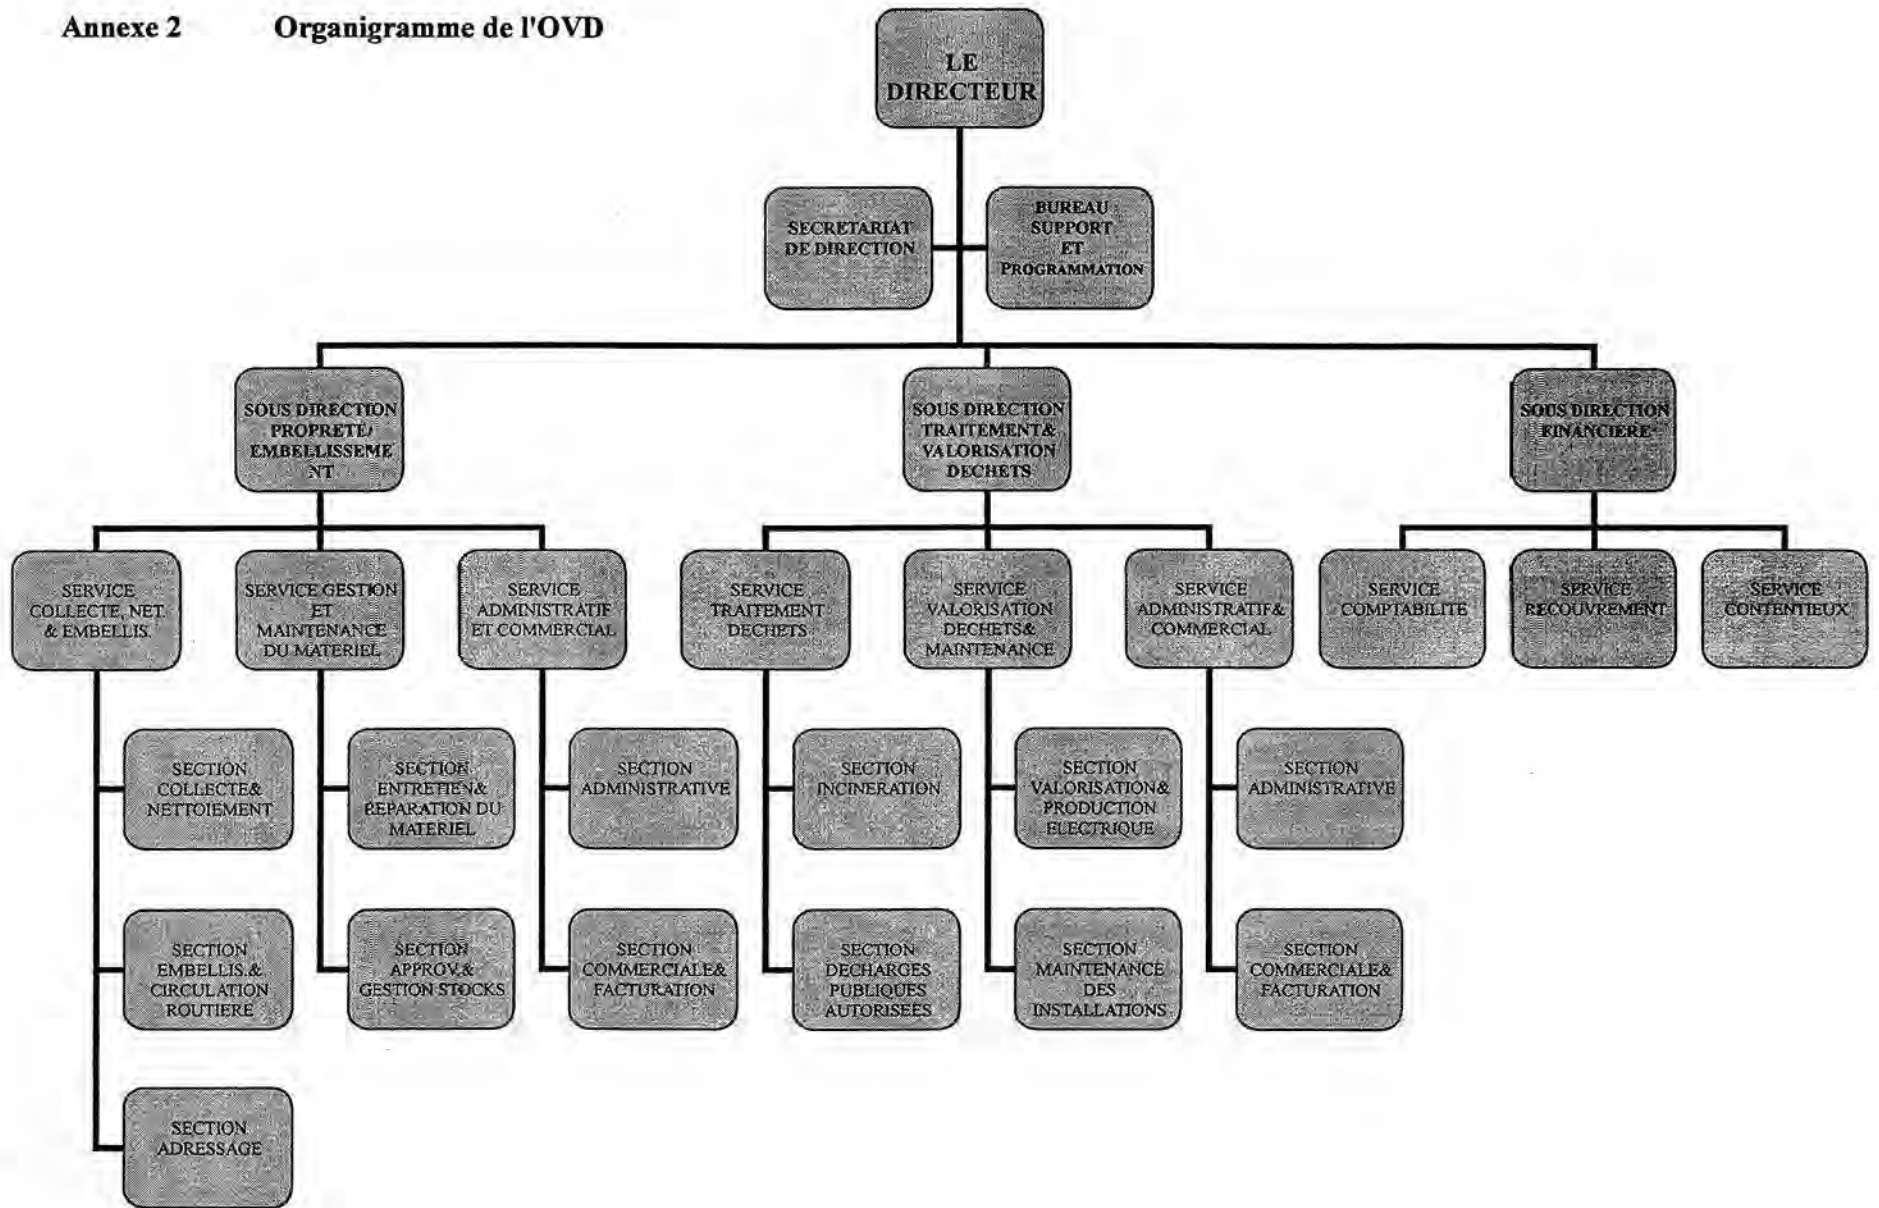 Annexe 2 Organigramme de l'OVD
LE
DIRECTEUR
SECRETARIAT
DE DIRECTION
BUREAU
SUPPORT
ET
PROGRAMMATION
SOUS DIRECTION
PROPRETE/
EMBELLISSEME
NT
SOUS DIRECTION
TRAITEMENT&
VALORISATION
DECHETS
SOUS DIRECTION
FINANCIERE
SERVICE
COLLECTE, NET.
& EMBELLIS.
SERVICE GESTION
ET
MAINTENANCE
DU MATERIEL
SERVICE
ADMINISTRATIF
ET COMMERCIAL
SERVICE
TRAITEMENT
DECHETS
SERVICE
VALORISATION
DECHETS&
MAINTENANCE
SERVICE
ADMINISTRATIF&
COMMERCIAL
SERVICE
COMPTABILITE
SERVICE
RECOUVREMENT
SERVICE
CONTENTIEUX
SECTION
COLLECTE&
NETTOIEMENT
SECTION
ENTRETIEN&
REPARATION DU
MATERIEL
SECTION
ADMINISTRATIVE
SECTION
INCINERATION
SECTION
VALORISATION&
PRODUCTION
ELECTRIQUE
SECTION
ADMINISTRATIVE
SECTION
EMBELLIS.&
CIRCULATION
ROUTIERE
SECTION
APPROV.&
GESTION STOCKS
SECTION
COMMERCIALE&
FACTURATION
SECTION
DECHARGES
PUBLIQUES
AUTORISEES
SECTION
MAINTENANCE
DES
INSTALLATIONS
SECTION
COMMERCIALE&
FACTURATION
SECTION
ADRESSAGE